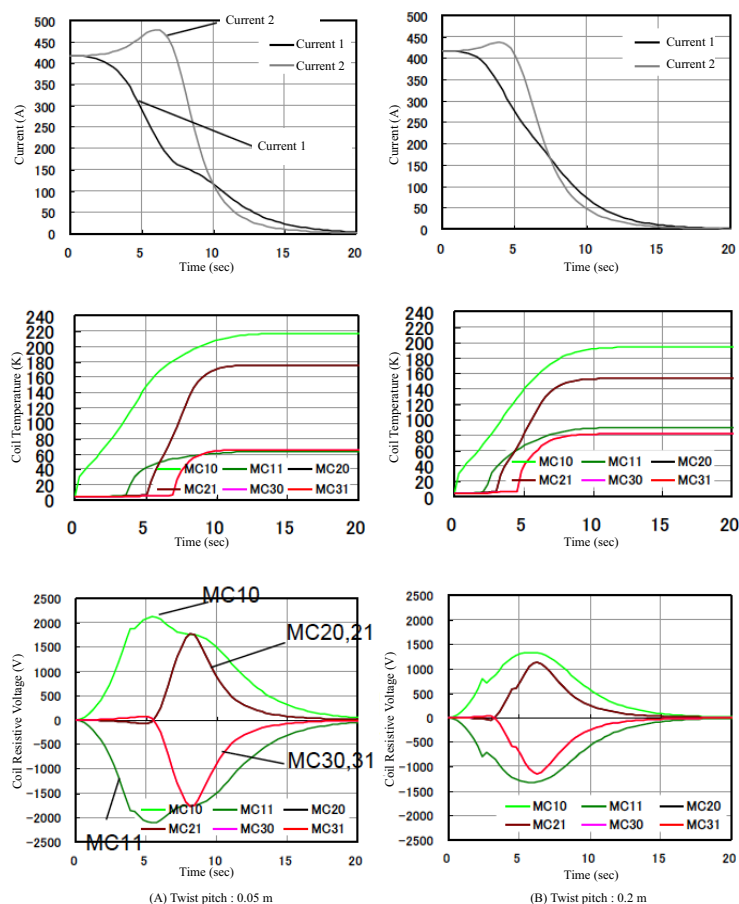 500
450
400
350
300
250
200
150
100
50
0
Current (A)
Current 2
Current 1
Current 2
Current 1
0 5 10 15 20
Time (sec)
500
450
400
350
300
250
200
150
100
50
0
Current (A)
Current 1
Current 2
0 5 10 15 20
Time (sec)
240
220
200
180
160
140
120
100
80
60
40
20
0
Coil Temperature (K)
MC10 MC11 MC20
MC21 MC30 MC31
0 5 10 15 20
Time (sec)
240
220
200
180
160
140
120
100
80
60
40
20
0
Coil Temperature (K)
MC10 MC11 MC20
MC21 MC30 MC31
0 5 10 15 20
Time (sec)
2500
2000
1500
1000
500
0
−500
−1000
−1500
−2000
−2500
Coil Resistive Voltage (V)
MC10
MC20,21
MC30,31
MC11
MC10 MC11 MC20
MC21 MC30 MC31
0 5 10 15 20
Time (sec)
2500
2000
1500
1000
500
0
−500
−1000
−1500
−2000
−2500
Coil Resistive Voltage (V)
MC10 MC11 MC20
MC21 MC30 MC31
0 5 10 15 20
Time (sec)
(A) Twist pitch : 0.05 m
(B) Twist pitch : 0.2 m